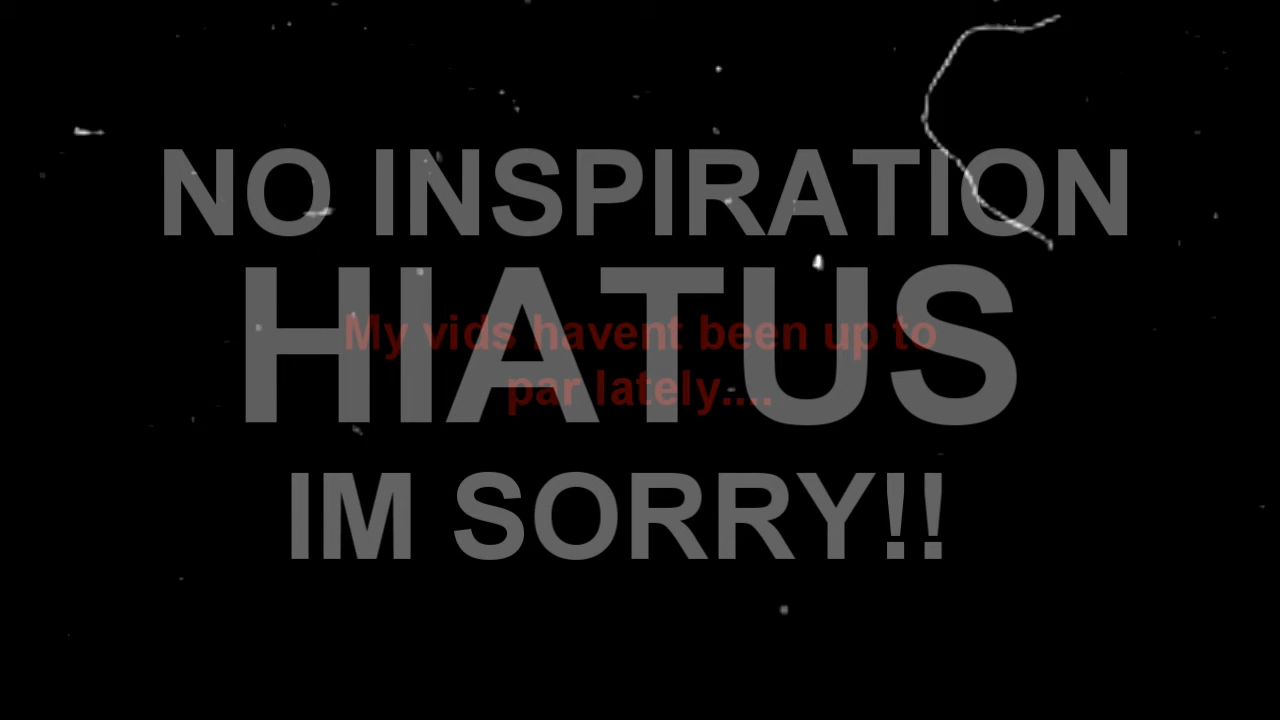 NO INSPIRATION
HIATUS
My vids havent been up to
par lately....
IM SORRY!!